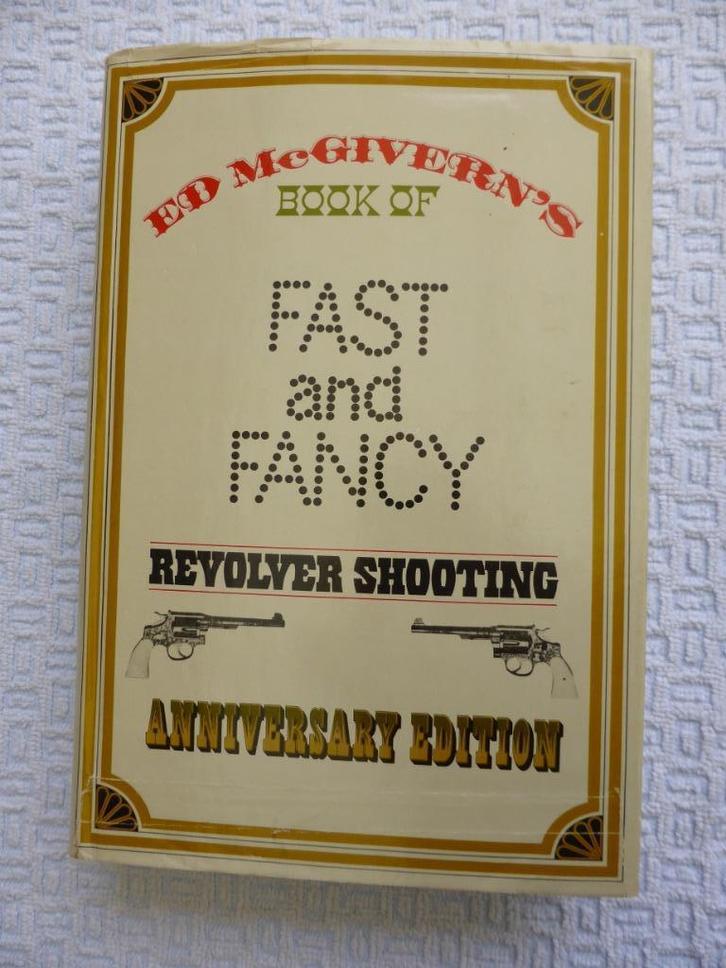 ED McGIVERN'S
BOOK OF
FAST
and
FANCY
REVOLVER SHOOTING
ANNIVERSARY EDITION